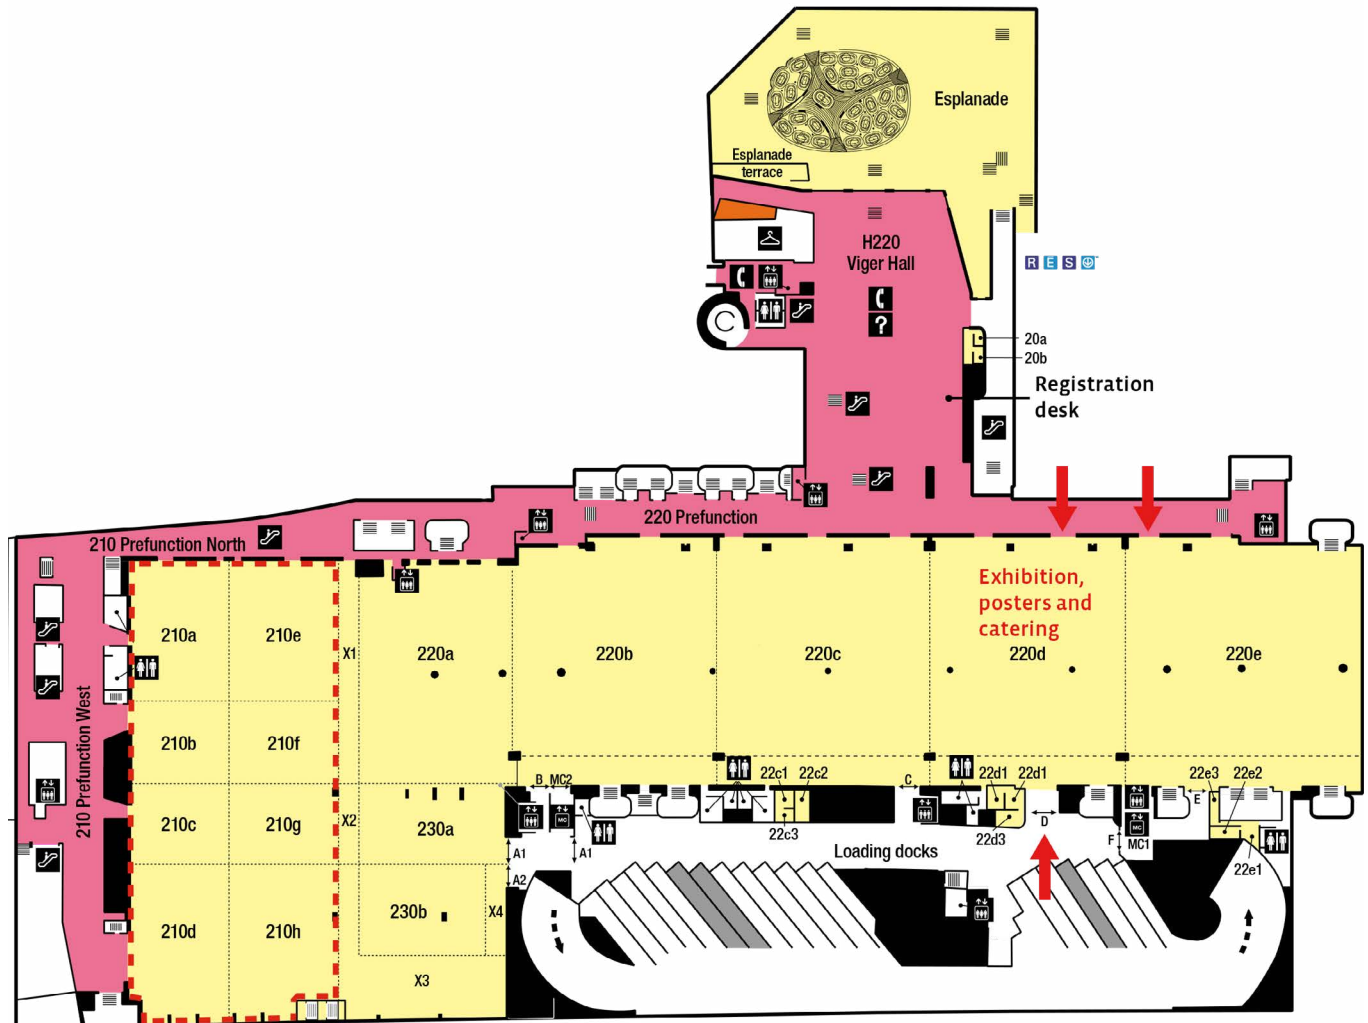 Esplanade
Esplanade
terrace
H220
Viger Hall
RESO
C
?
20a
20b
Registration
desk
220 Prefunction
210 Prefunction North
Exhibition,
posters and
catering
210a
210e
X1
220a
220b
220c
220d
220e
210 Prefunction West
210b
210f
B
MC2
22c1
22c2
C
22d1
22d1
22e3
22e2
E
210c
210g
X2
230a
MC
22c3
22d3
D
F
MC
MC1
A1
A1
Loading docks
22e1
A2
210d
210h
230b
X4
X3